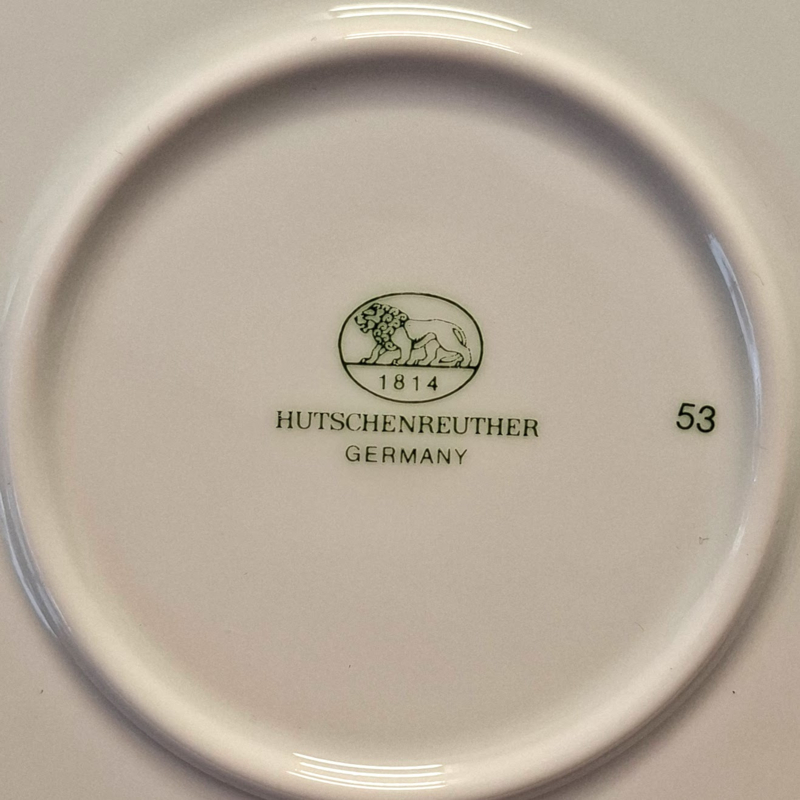 1814
HUTSCHENREUTHER
GERMANY
53